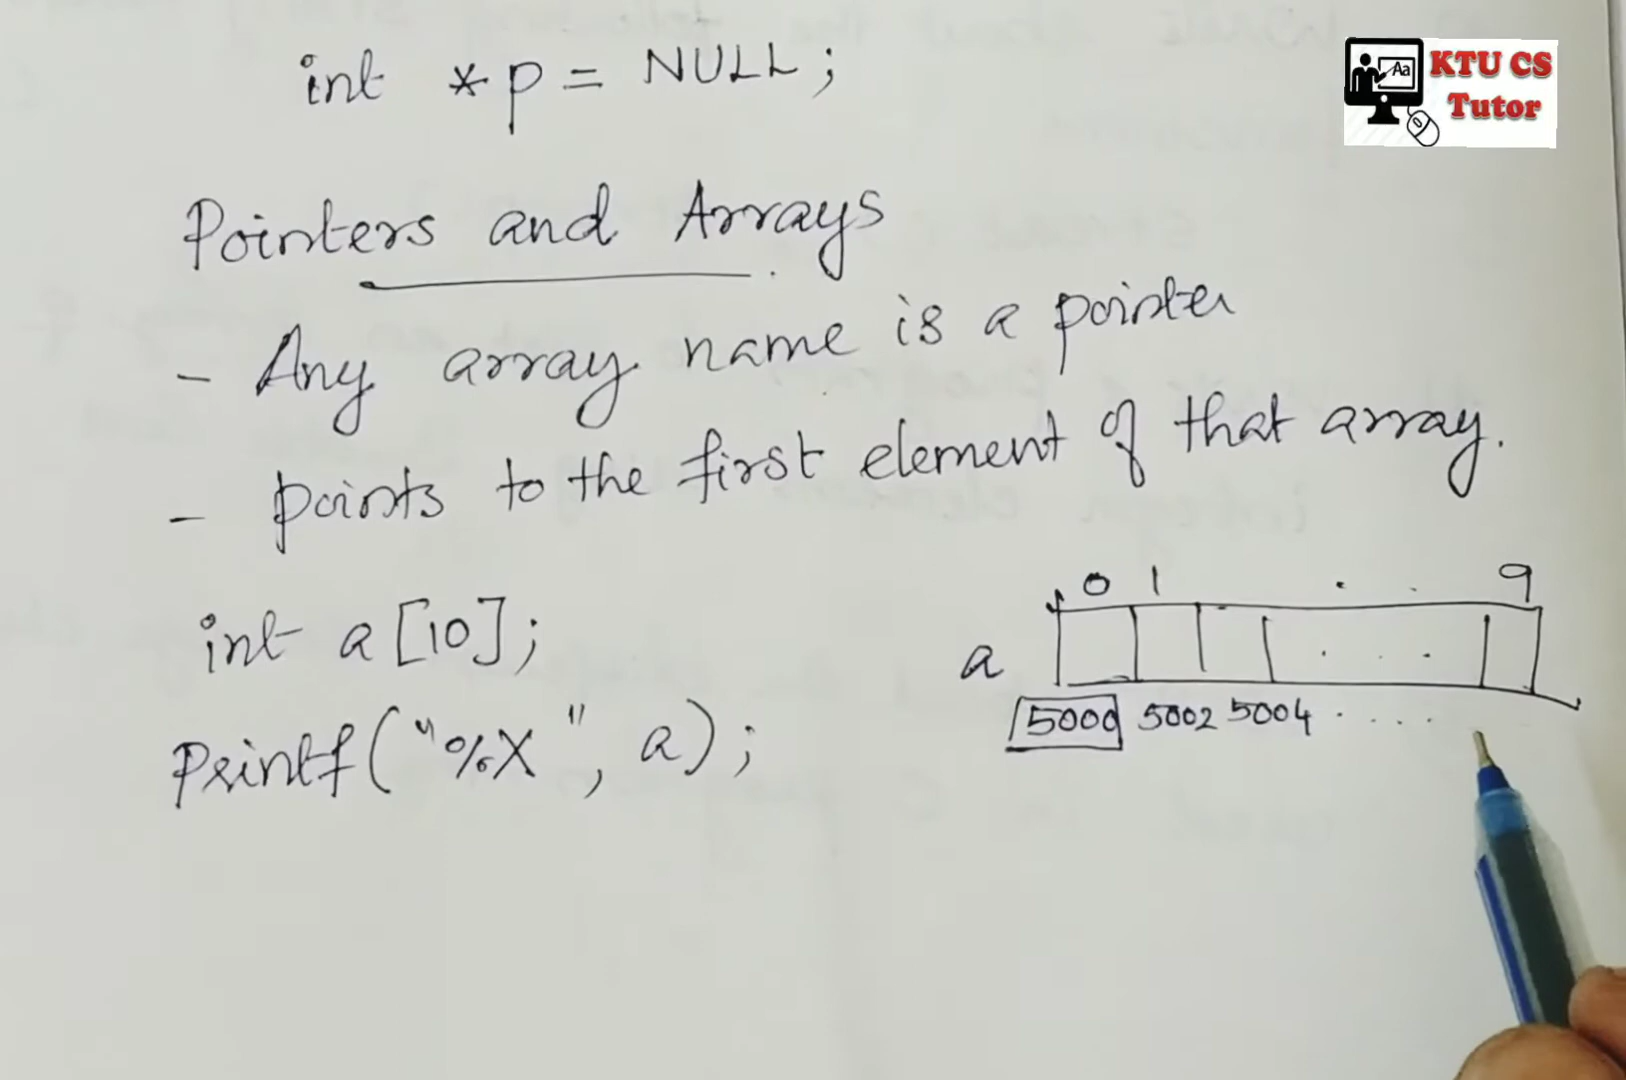 int *p = NULL;
KTU CS
Tutor
Aa
Pointers and Arrays
- Any array name is a pointer
- points to the first element of that array.
int a[10];
0 1 . . 9
a . . .
5000 5002 5004 . . . . .
printf("%X", a);